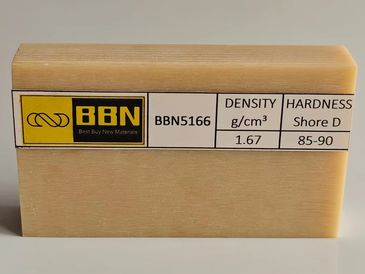 BBN
Best Buy New Materials
BBN5166
DENSITY
g/cm³
1.67
HARDNESS
Shore D
85-90